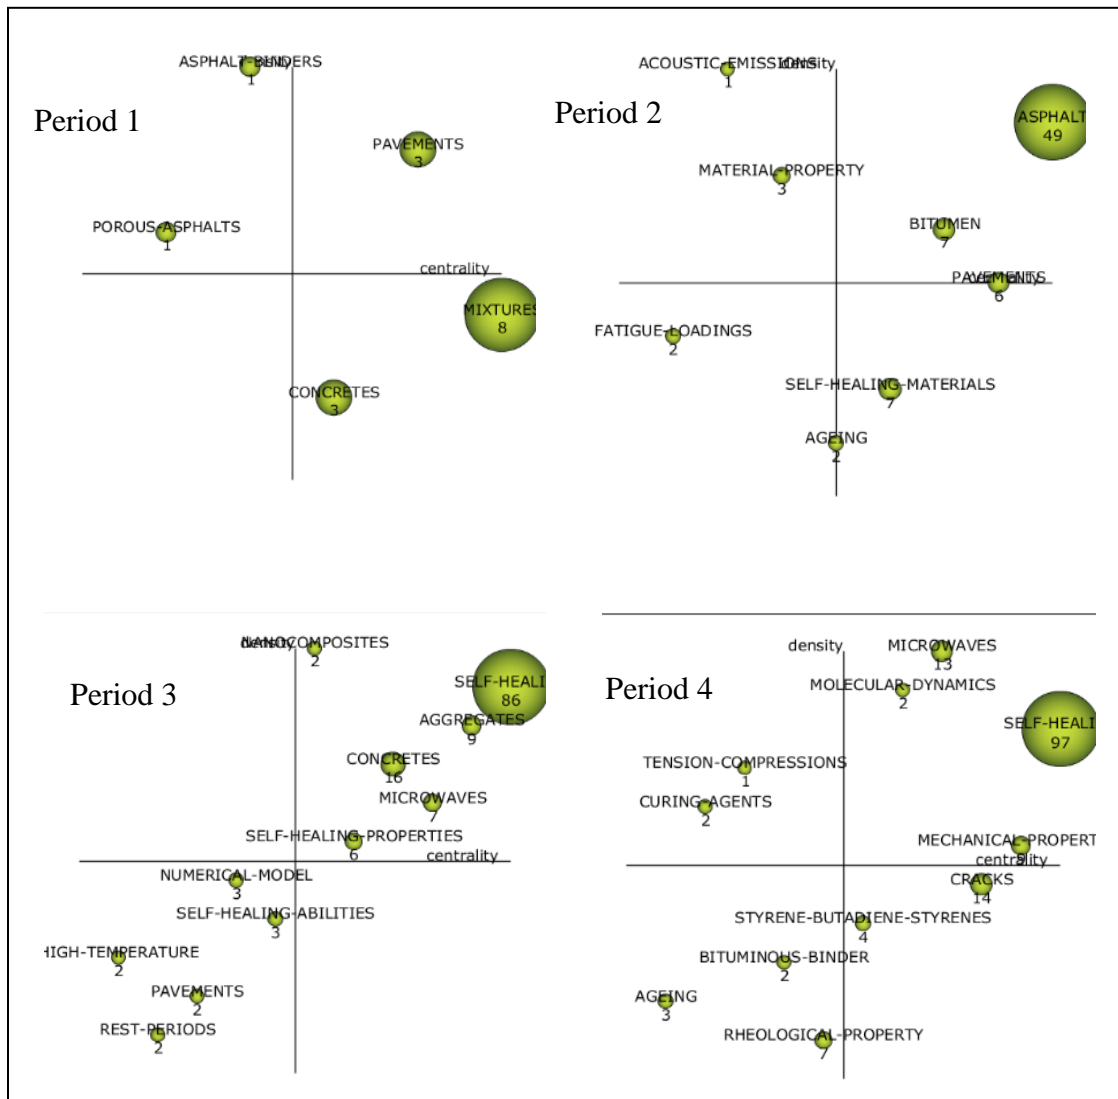 Period 1
ASPHALT-BINDERS
density
1
PAVEMENTS
3
POROUS-ASPHALTS
1
centrality
MIXTURES
8
CONCRETES
3
Period 2
ACOUSTIC-EMISSIONS
density
1
ASPHALT
49
MATERIAL-PROPERTY
3
BITUMEN
7
PAVEMENTS
centrality
6
FATIGUE-LOADINGS
2
SELF-HEALING-MATERIALS
7
AGEING
2
Period 3
NANOCOMPOSITES
density
2
SELF-HEALI
86
AGGREGATES
9
CONCRETES
16
MICROWAVES
7
SELF-HEALING-PROPERTIES
6
centrality
NUMERICAL-MODEL
3
SELF-HEALING-ABILITIES
3
HIGH-TEMPERATURE
2
PAVEMENTS
2
REST-PERIODS
2
Period 4
density
MICROWAVES
13
MOLECULAR-DYNAMICS
2
SELF-HEALI
97
TENSION-COMPRESSIONS
1
CURING-AGENTS
2
MECHANICAL-PROPERT
centrality
CRACKS
14
STYRENE-BUTADIENE-STYRENES
4
BITUMINOUS-BINDER
2
AGEING
3
RHEOLOGICAL-PROPERTY
7